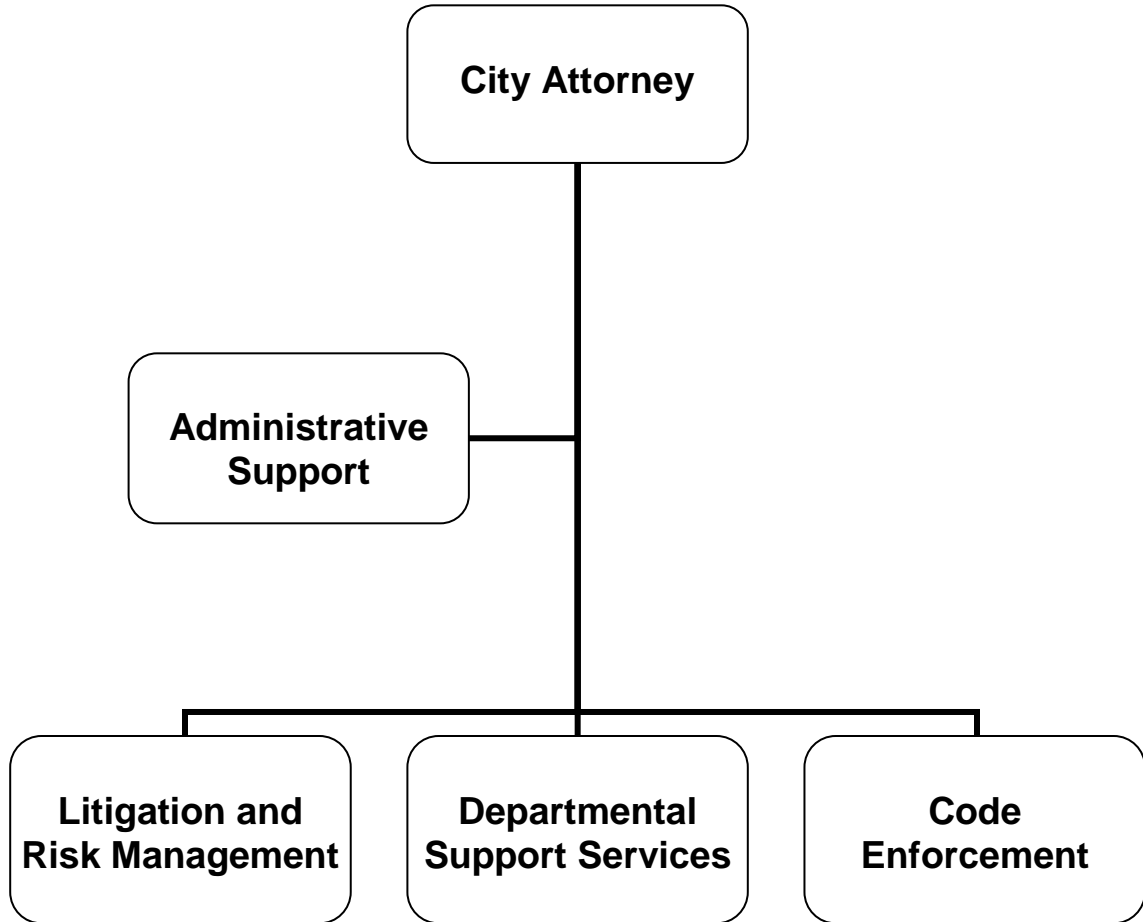 City Attorney
Administrative
Support
Litigation and
Risk Management
Departmental
Support Services
Code
Enforcement